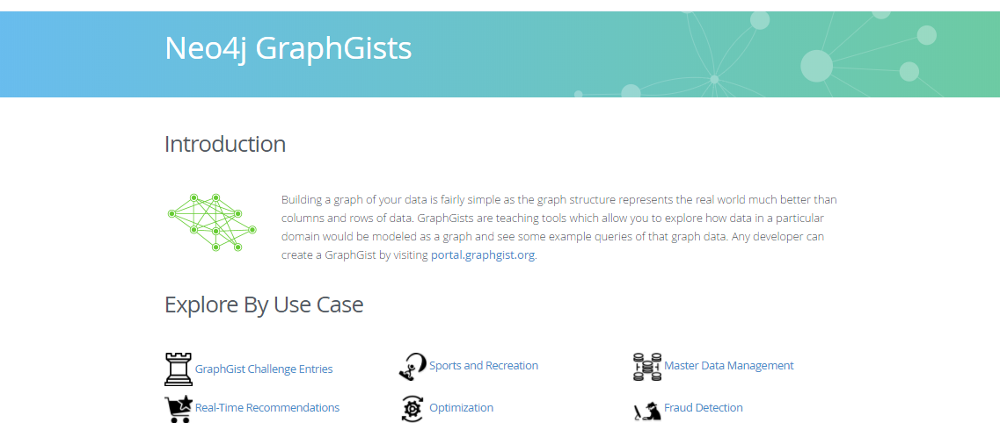 Neo4j GraphGists
Introduction
Building a graph of your data is fairly simple as the graph structure represents the real world much better than
columns and rows of data. GraphGists are teaching tools which allow you to explore how data in a particular
domain would be modeled as a graph and see some example queries of that graph data. Any developer can
create a GraphGist by visiting portal.graphgist.org.
Explore By Use Case
GraphGist Challenge Entries
Sports and Recreation
Master Data Management
Real-Time Recommendations
Optimization
Fraud Detection